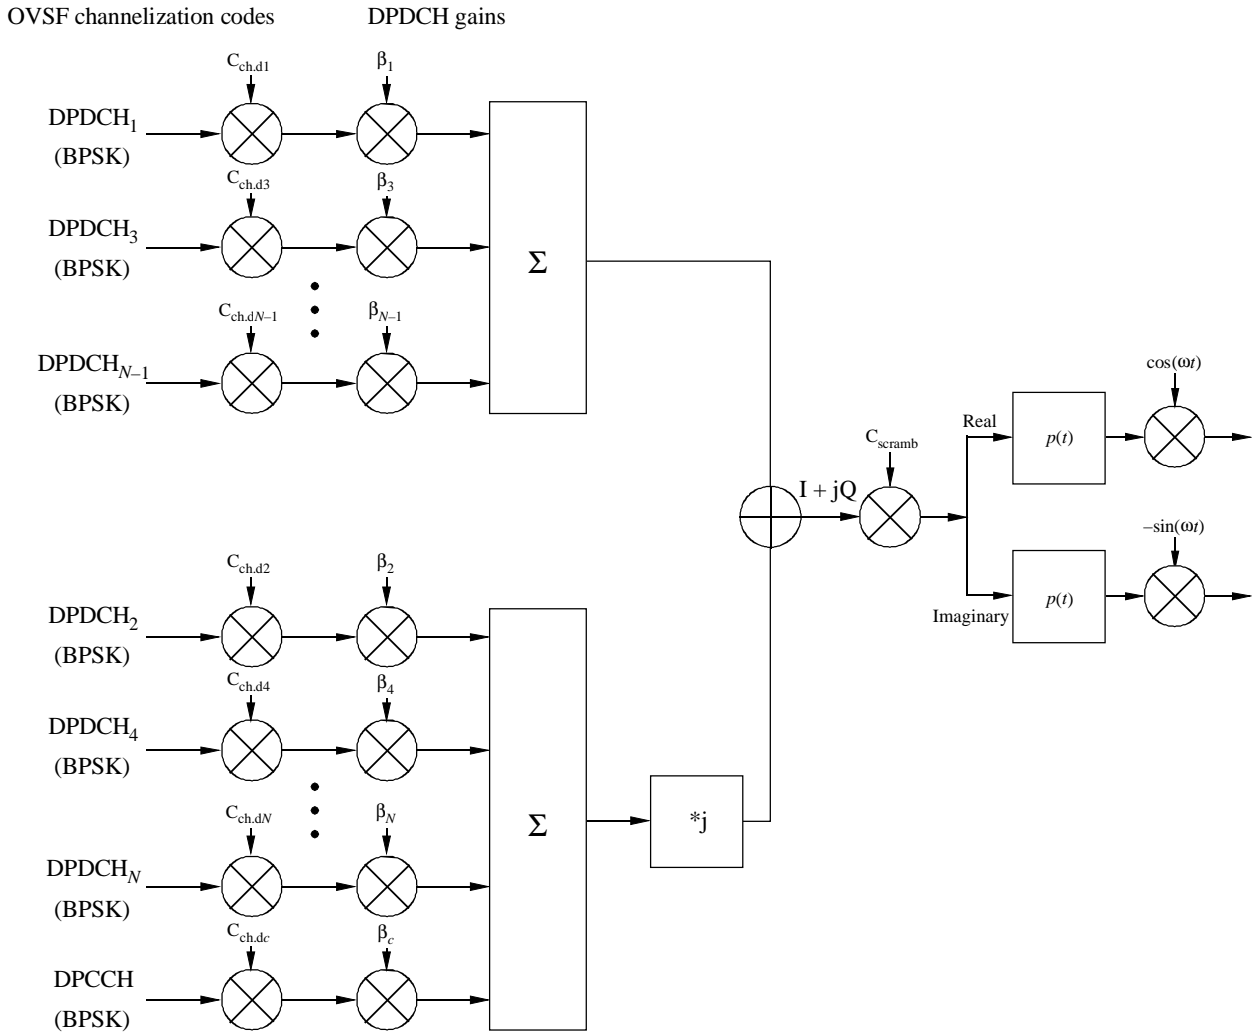 OVSF channelization codes DPDCH gains
C_ch.d1 β_1
DPDCH_1
(BPSK)
C_ch.d3 β_3
DPDCH_3
(BPSK)
Σ
C_ch.dN–1 β_N–1
DPDCH_N–1
(BPSK)
cos(ωt)
Real
p(t)
C_scramb
I + jQ
–sin(ωt)
p(t)
Imaginary
C_ch.d2 β_2
DPDCH_2
(BPSK)
C_ch.d4 β_4
DPDCH_4
(BPSK)
Σ
*j
C_ch.dN β_N
DPDCH_N
(BPSK)
C_ch.dc β_c
DPCCH
(BPSK)